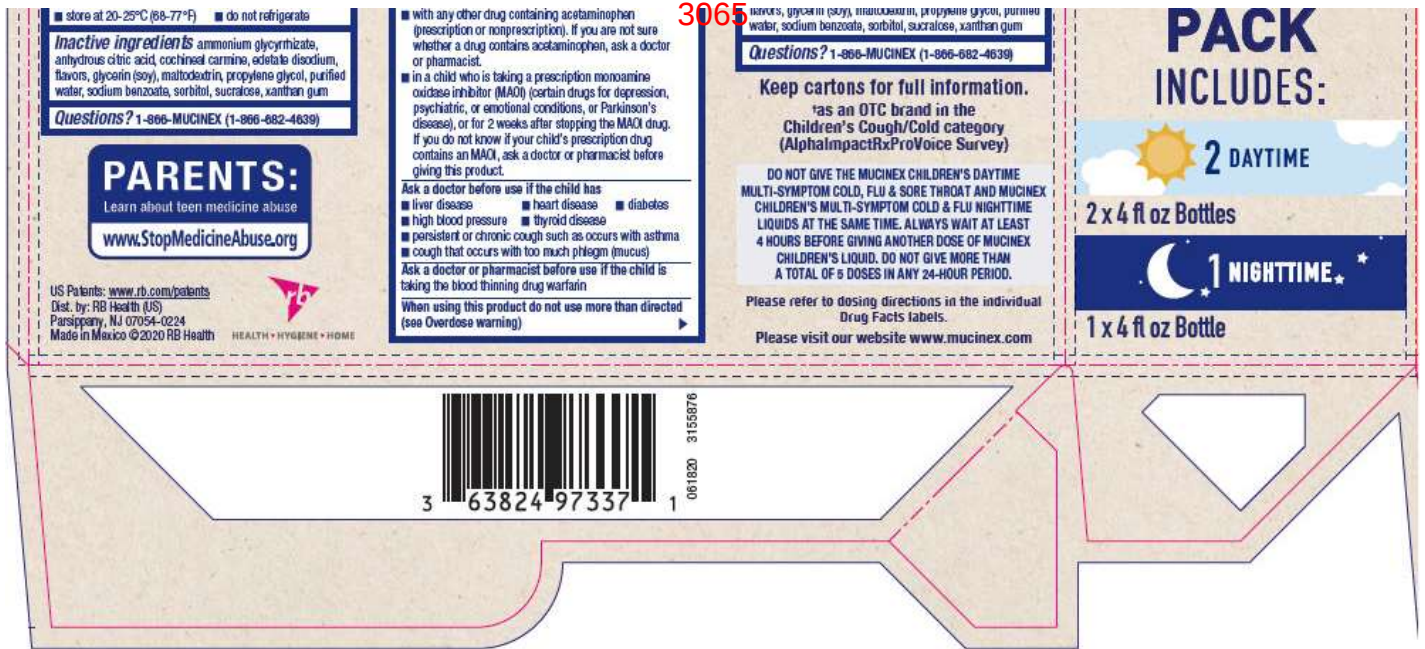 ■ store at 20-25°C (68-77°F) ■ do not refrigerate
Inactive ingredients ammonium glycyrrhizate,
anhydrous citric acid, cochineal carmine, edetate disodium,
flavors, glycerin (soy), maltodextrin, propylene glycol, purified
water, sodium benzoate, sorbitol, sucralose, xanthan gum
Questions? 1-866-MUCINEX (1-866-682-4639)
PARENTS:
Learn about teen medicine abuse
www.StopMedicineAbuse.org
US Patents: www.rb.com/patents
Dist. by: RB Health (US)
Parsippany, NJ 07054-0224
Made in Mexico ©2020 RB Health
rb
HEALTH • HYGIENE • HOME
■ with any other drug containing acetaminophen
(prescription or nonprescription). If you are not sure
whether a drug contains acetaminophen, ask a doctor
or pharmacist.
■ in a child who is taking a prescription monoamine
oxidase inhibitor (MAOI) (certain drugs for depression,
psychiatric, or emotional conditions, or Parkinson's
disease), or for 2 weeks after stopping the MAOI drug.
If you do not know if your child's prescription drug
contains an MAOI, ask a doctor or pharmacist before
giving this product.
Ask a doctor before use if the child has
■ liver disease ■ heart disease ■ diabetes
■ high blood pressure ■ thyroid disease
■ persistent or chronic cough such as occurs with asthma
■ cough that occurs with too much phlegm (mucus)
Ask a doctor or pharmacist before use if the child is
taking the blood thinning drug warfarin
When using this product do not use more than directed
(see Overdose warning)
3065
flavors, glycerin (soy), maltodextrin, propylene glycol, purified
water, sodium benzoate, sorbitol, sucralose, xanthan gum
Questions? 1-866-MUCINEX (1-866-682-4639)
Keep cartons for full information.
†as an OTC brand in the
Children's Cough/Cold category
(AlphaImpactRxProVoice Survey)
DO NOT GIVE THE MUCINEX CHILDREN'S DAYTIME
MULTI-SYMPTOM COLD, FLU & SORE THROAT AND MUCINEX
CHILDREN'S MULTI-SYMPTOM COLD & FLU NIGHTTIME
LIQUIDS AT THE SAME TIME. ALWAYS WAIT AT LEAST
4 HOURS BEFORE GIVING ANOTHER DOSE OF MUCINEX
CHILDREN'S LIQUID. DO NOT GIVE MORE THAN
A TOTAL OF 5 DOSES IN ANY 24-HOUR PERIOD.
Please refer to dosing directions in the individual
Drug Facts labels.
Please visit our website www.mucinex.com
PACK
INCLUDES:
2 DAYTIME
2 x 4 fl oz Bottles
1 NIGHTTIME
1 x 4 fl oz Bottle
3 63824 97337 1
061820 3155876